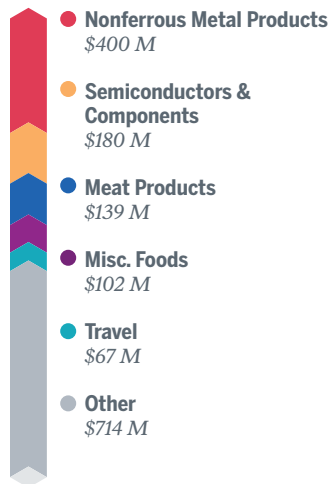 Nonferrous Metal Products
$400 M
Semiconductors &
Components
$180 M
Meat Products
$139 M
Misc. Foods
$102 M
Travel
$67 M
Other
$714 M